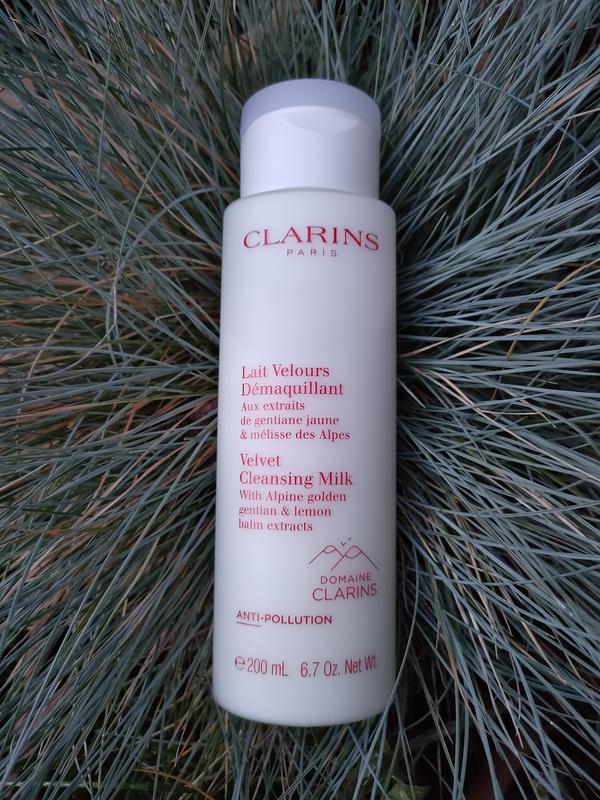 CLARINS
PARIS
Lait Velours
Démaquillant
Aux extraits
de gentiane jaune
& mélisse des Alpes
Velvet
Cleansing Milk
With Alpine golden
gentian & lemon
balm extracts
DOMAINE
CLARINS
ANTI-POLLUTION
℮ 200 mL 6.7 Oz. Net Wt.